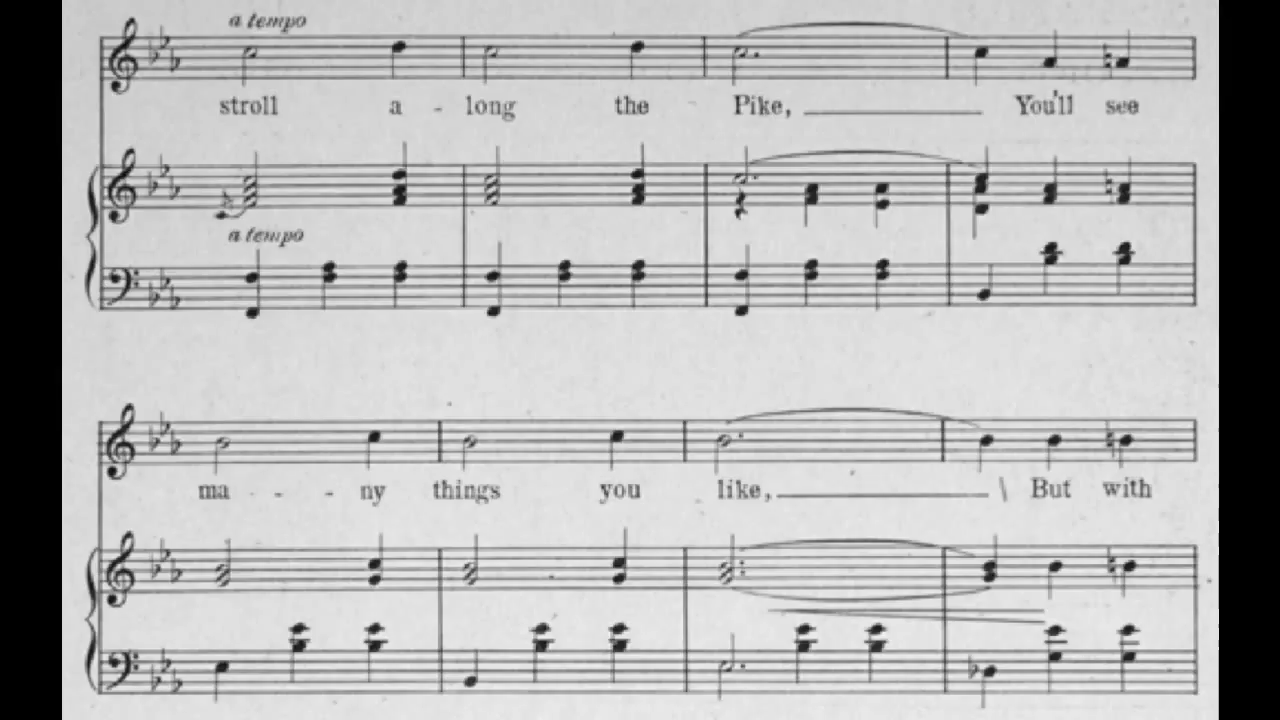 a tempo
stroll a - long the Pike, You'll see
a tempo
ma - - ny things you like, But with